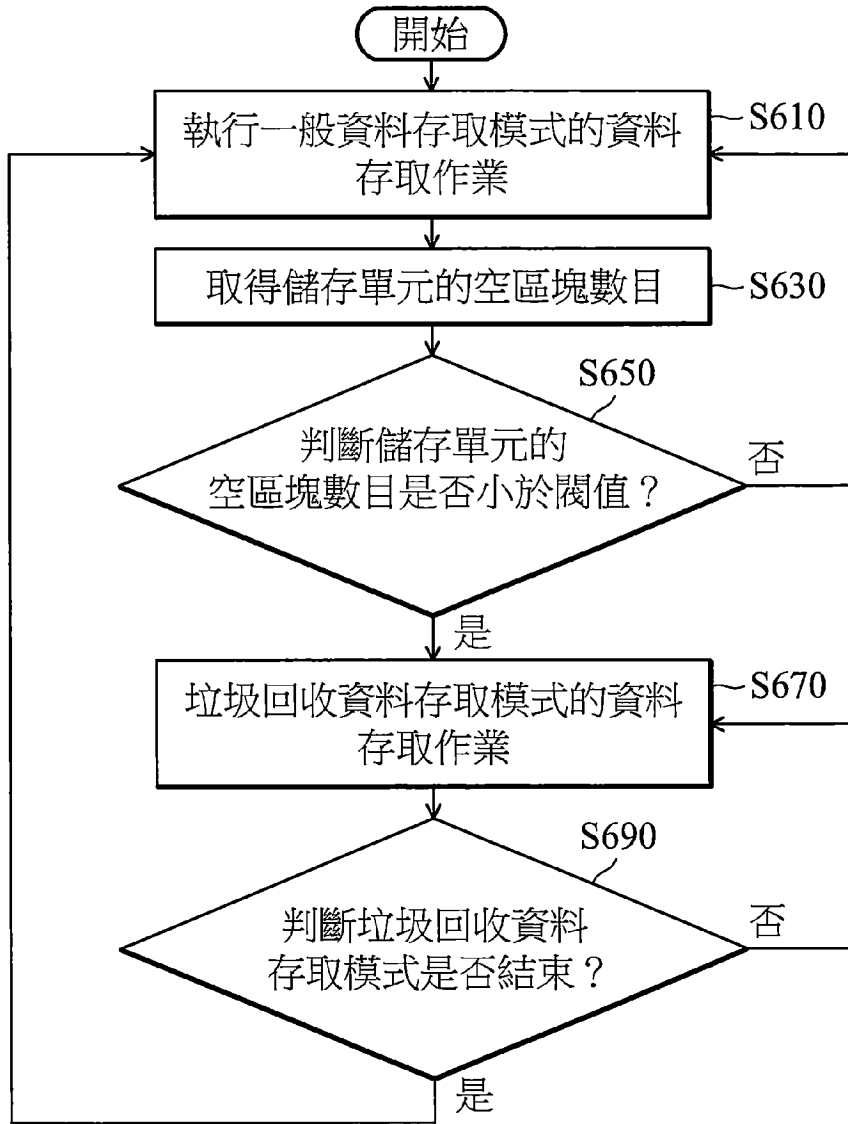 開始
執行一般資料存取模式的資料
存取作業
S610
取得儲存單元的空區塊數目
S630
S650
判斷儲存單元的
空區塊數目是否小於閥值？
否
是
垃圾回收資料存取模式的資料
存取作業
S670
S690
判斷垃圾回收資料
存取模式是否結束？
否
是